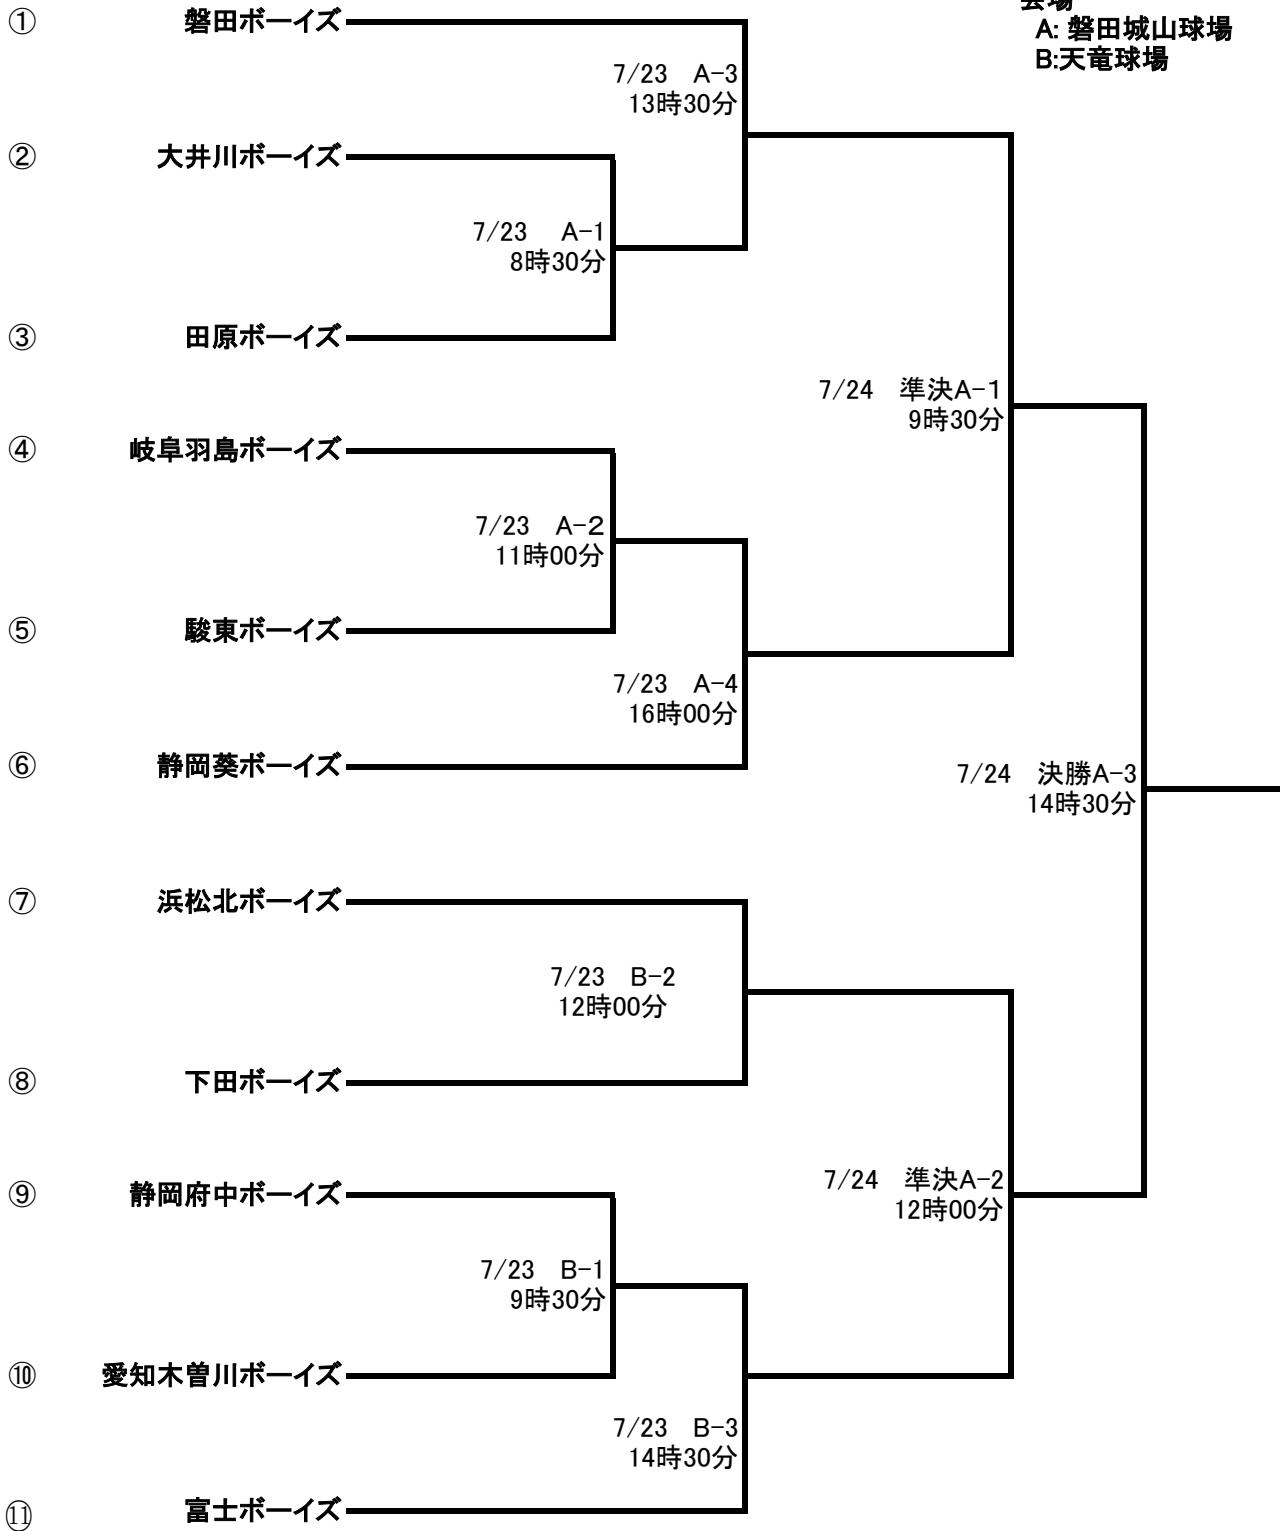 会場
A: 磐田城山球場
B:天竜球場
① 磐田ボーイズ
7/23 A-3
13時30分
② 大井川ボーイズ
7/23 A-1
8時30分
③ 田原ボーイズ
7/24 準決A-1
9時30分
④ 岐阜羽島ボーイズ
7/23 A-2
11時00分
⑤ 駿東ボーイズ
7/23 A-4
16時00分
⑥ 静岡葵ボーイズ
7/24 決勝A-3
14時30分
⑦ 浜松北ボーイズ
7/23 B-2
12時00分
⑧ 下田ボーイズ
7/24 準決A-2
12時00分
⑨ 静岡府中ボーイズ
7/23 B-1
9時30分
⑩ 愛知木曽川ボーイズ
7/23 B-3
14時30分
⑪ 富士ボーイズ